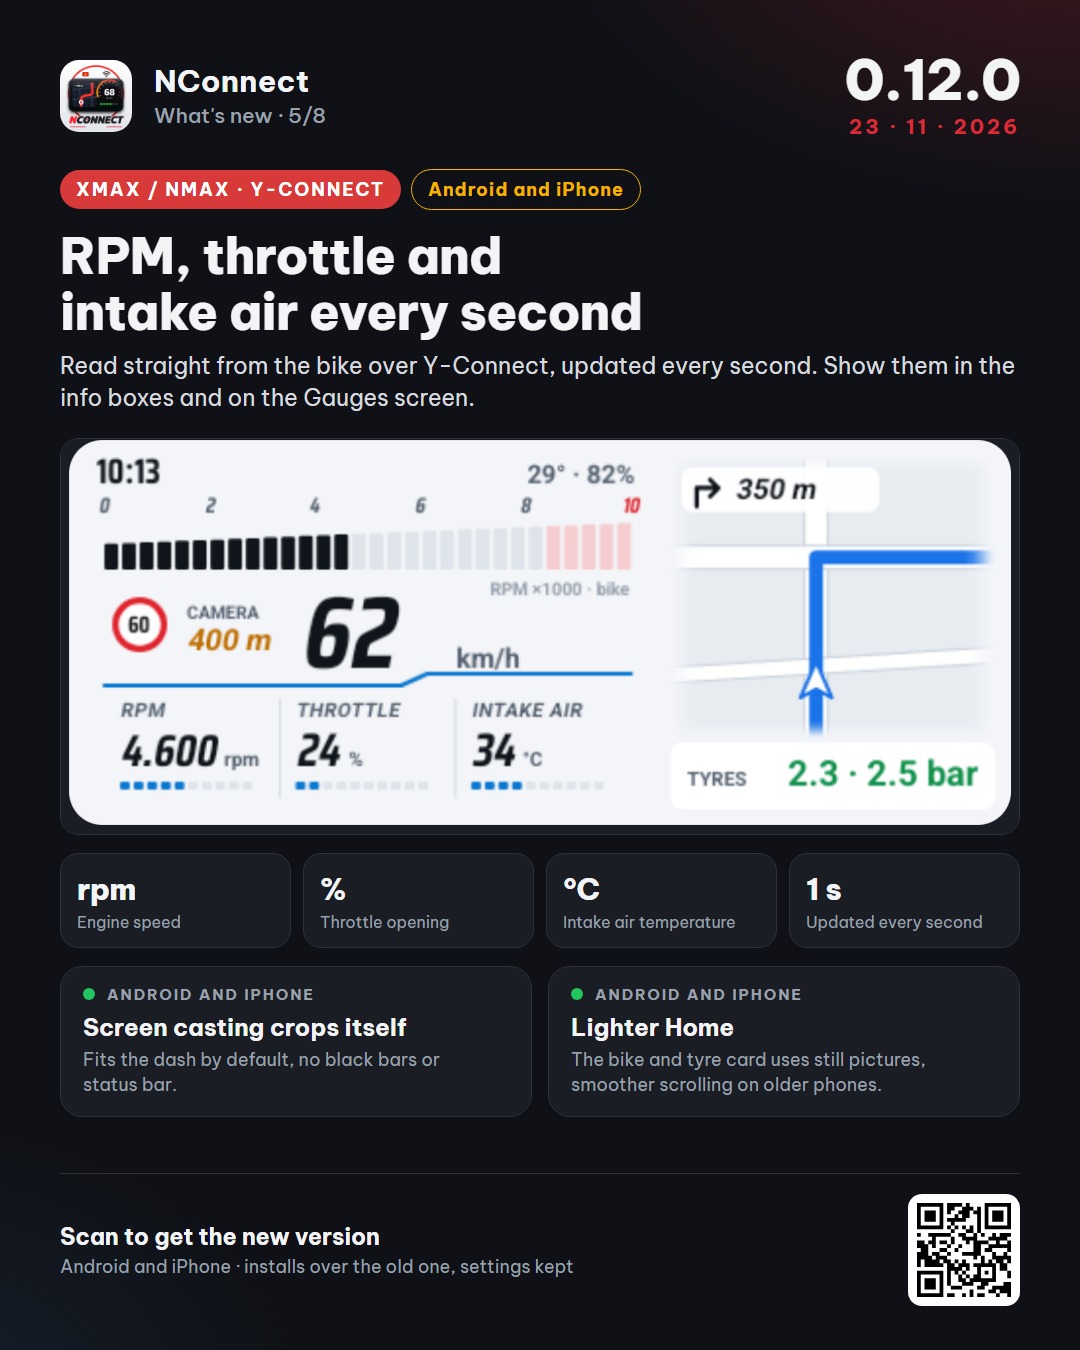 NConnect
What's new · 5/8
0.12.0
23 · 11 · 2026
XMAX / NMAX · Y-CONNECT
Android and iPhone
RPM, throttle and
intake air every second
Read straight from the bike over Y-Connect, updated every second. Show them in the
info boxes and on the Gauges screen.
10:13
29° · 82%
0 2 4 6 8 10
RPM ×1000 · bike
60
CAMERA
400 m
62
km/h
RPM
4.600 rpm
THROTTLE
24 %
INTAKE AIR
34 °C
350 m
TYRES
2.3 · 2.5 bar
rpm
Engine speed
%
Throttle opening
°C
Intake air temperature
1 s
Updated every second
ANDROID AND IPHONE
Screen casting crops itself
Fits the dash by default, no black bars or
status bar.
ANDROID AND IPHONE
Lighter Home
The bike and tyre card uses still pictures,
smoother scrolling on older phones.
Scan to get the new version
Android and iPhone · installs over the old one, settings kept
68
NCONNECT